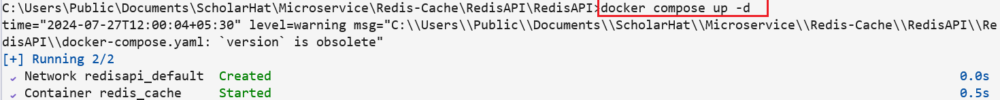 C:\Users\Public\Documents\ScholarHat\Microservice\Redis-Cache\RedisAPI\RedisAPI>docker compose up -d
time="2024-07-27T12:00:04+05:30" level=warning msg="C:\\Users\\Public\\Documents\\ScholarHat\\Microservice\\Redis-Cache\\RedisAPI\\Re
disAPI\\docker-compose.yaml: `version` is obsolete"
[+] Running 2/2
✓ Network redisapi_default  Created 0.0s
✓ Container redis_cache     Started 0.5s